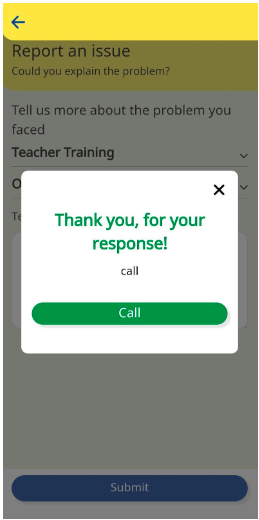 Report an issue
Could you explain the problem?
Tell us more about the problem you
faced
Teacher Training
Thank you, for your
response!
call
Call
Submit